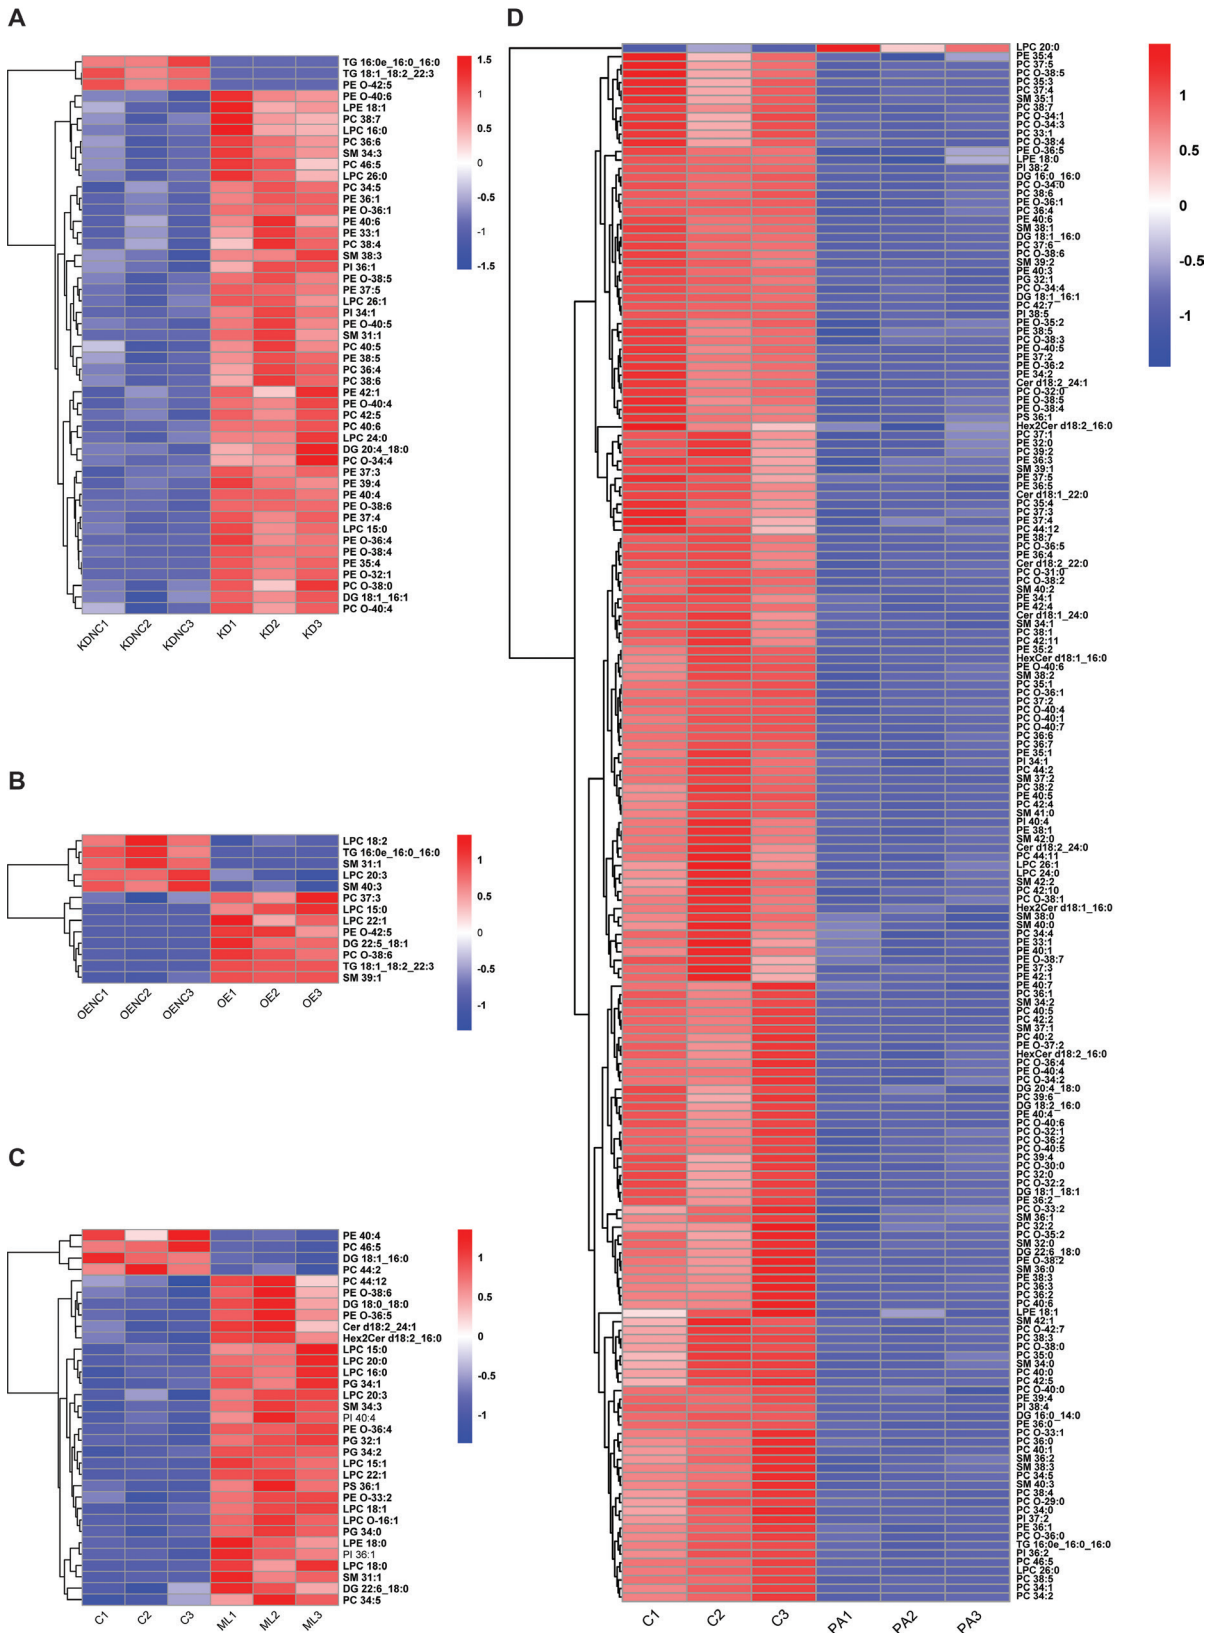 A
TG 16:0e_16:0_16:0
TG 18:1_18:2_22:3
PE O-42:5
PE O-40:6
LPE 18:1
PC 38:7
LPC 16:0
PC 36:6
SM 34:3
PC 46:5
LPC 26:0
PC 34:5
PE 36:1
PE O-36:1
PE 40:6
PE 33:1
PC 38:4
SM 38:3
PI 36:1
PE O-38:5
PE 37:5
LPC 26:1
PI 34:1
PE O-40:5
SM 31:1
PC 40:5
PE 38:5
PC 36:4
PC 38:6
PE 42:1
PE O-40:4
PC 42:5
PC 40:6
LPC 24:0
DG 20:4_18:0
PC O-34:4
PE 37:3
PE 39:4
PE 40:4
PE O-38:6
PE 37:4
LPC 15:0
PE O-36:4
PE O-38:4
PE 35:4
PE O-32:1
PC O-38:0
DG 18:1_16:1
PC O-40:4
KDNC1 KDNC2 KDNC3 KD1 KD2 KD3
1.5
1
0.5
0
-0.5
-1
-1.5
B
LPC 18:2
TG 16:0e_16:0_16:0
SM 31:1
LPC 20:3
SM 40:3
PC 37:3
LPC 15:0
LPC 22:1
PE O-42:5
DG 22:5_18:1
PC O-38:6
TG 18:1_18:2_22:3
SM 39:1
OENC1 OENC2 OENC3 OE1 OE2 OE3
1
0.5
0
-0.5
-1
C
PE 40:4
PC 46:5
DG 18:1_16:0
PC 44:2
PC 44:12
PE O-38:6
DG 18:0_18:0
PE O-36:5
Cer d18:2_24:1
Hex2Cer d18:2_16:0
LPC 15:0
LPC 20:0
LPC 16:0
PG 34:1
LPC 20:3
SM 34:3
PI 40:4
PE O-36:4
PG 32:1
PG 34:2
LPC 15:1
LPC 22:1
PS 36:1
PE O-33:2
LPC 18:1
LPC O-16:1
PG 34:0
LPE 18:0
PI 36:1
LPC 18:0
SM 31:1
DG 22:6_18:0
PC 34:5
C1 C2 C3 ML1 ML2 ML3
1
0.5
0
-0.5
-1
D
LPC 20:0
PE 35:4
PC 37:5
PC O-38:5
PC 35:3
PC 37:4
SM 35:1
PC 38:7
PC O-34:1
PC O-34:3
PC 33:1
PC O-38:4
PE O-36:5
LPE 18:0
PI 38:2
DG 16:0_16:0
PC O-34:0
PC 38:6
PE O-36:1
PC 36:4
PE 40:6
SM 38:1
DG 18:1_16:0
PC 37:6
PC O-38:6
SM 39:2
PE 40:3
PG 32:1
PC O-34:4
DG 18:1_16:1
PC 42:7
PI 38:5
PE O-35:2
PE 38:5
PC O-38:3
PE O-40:5
PE 37:2
PE O-36:2
PE 34:2
Cer d18:2_24:1
PC O-32:0
PE O-38:5
PE O-38:4
PS 36:1
Hex2Cer d18:2_16:0
PC 37:1
PE 32:0
PC 39:2
PE 36:3
SM 39:1
PE 37:5
PE 36:5
Cer d18:1_22:0
PC 35:4
PC 37:3
PE 37:4
PC 44:12
PE 38:7
PC O-36:5
PE 36:4
Cer d18:2_22:0
PC O-31:0
PC O-38:2
SM 40:2
PE 34:1
PE 42:4
Cer d18:1_24:0
SM 34:1
PC 38:1
PC 42:11
PE 35:2
HexCer d18:1_16:0
PE O-40:6
SM 38:2
PC 35:1
PC O-36:1
PC 37:2
PC O-40:4
PC O-40:1
PC O-40:7
PC 36:6
PC 36:7
PE 35:1
PI 34:1
PC 44:2
SM 37:2
PC 38:2
PE 40:5
PC 42:4
SM 41:0
PI 40:4
PE 38:1
SM 42:0
Cer d18:2_24:0
PC 44:11
LPC 26:1
LPC 24:0
SM 42:2
PC 42:10
PC O-38:1
Hex2Cer d18:1_16:0
SM 38:0
SM 40:0
PC 34:4
PE 33:1
PE 40:1
PE O-38:7
PE 37:3
PE 42:1
PE 40:7
PC 36:1
SM 34:2
PC 40:5
PC 42:2
SM 37:1
PC 40:2
PE O-37:2
HexCer d18:2_16:0
PC O-36:4
PE O-40:4
PC O-34:2
DG 20:4_18:0
PC 39:6
DG 18:2_16:0
PE 40:4
PC O-40:6
PC O-32:1
PC O-36:2
PC O-40:5
PC 39:4
PC O-30:0
PC 32:0
PC O-32:2
DG 18:1_18:1
PE 36:2
PC O-33:2
SM 36:1
PC 32:2
PC O-35:2
SM 32:0
DG 22:6_18:0
PE O-38:2
SM 36:0
PE 38:3
PC 36:3
PC 36:2
PC 40:6
LPE 18:1
SM 42:1
PC O-42:7
PC 38:3
PC O-38:0
PC 35:0
SM 34:0
PC 40:0
PC 42:5
PC O-40:0
PE 39:4
PI 38:4
DG 16:0_14:0
PE 36:0
PC O-33:1
PC 36:0
PC 40:1
SM 36:2
SM 38:3
PC 34:5
SM 40:3
PC 38:4
PC O-29:0
PC 34:0
PI 37:2
PE 36:1
PC O-36:0
TG 16:0e_16:0_16:0
PI 36:2
PC 46:5
LPC 26:0
PC 38:5
PC 34:1
PC 34:2
C1 C2 C3 PA1 PA2 PA3
1
0.5
0
-0.5
-1